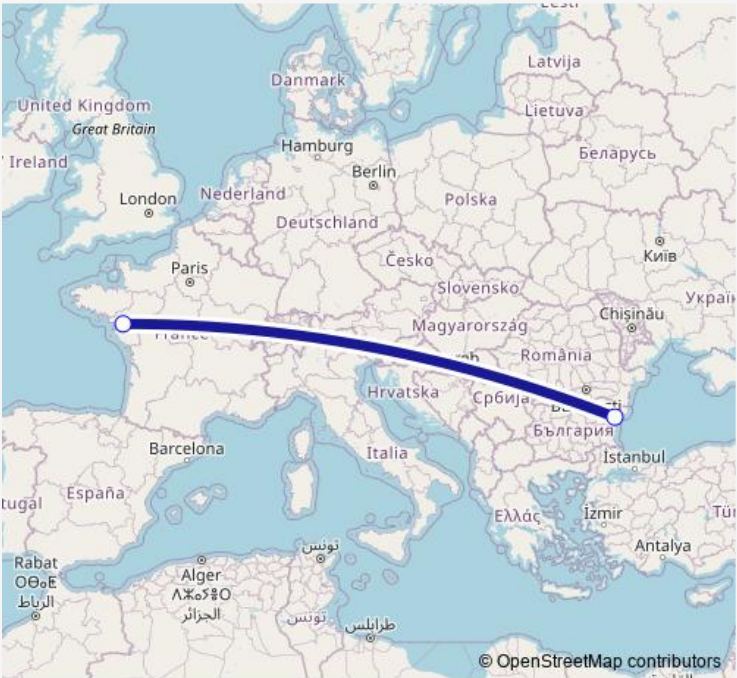 Latvija
Danmark
Lietuva
United Kingdom
Great Britain
Hamburg
Беларусь
Ireland
Berlin
London
Nederland
Polska
Deutschland
Česko
Київ
Paris
Slovensko
Chișinău
Magyarország
România
Hrvatska
Србија
България
Barcelona
Italia
İstanbul
España
Ελλάς
İzmir
Antalya
تونس
Rabat
ⵔⴱⴰⵟ
الرباط
Alger
الجزائر
تونس
طرابلس
© OpenStreetMap contributors